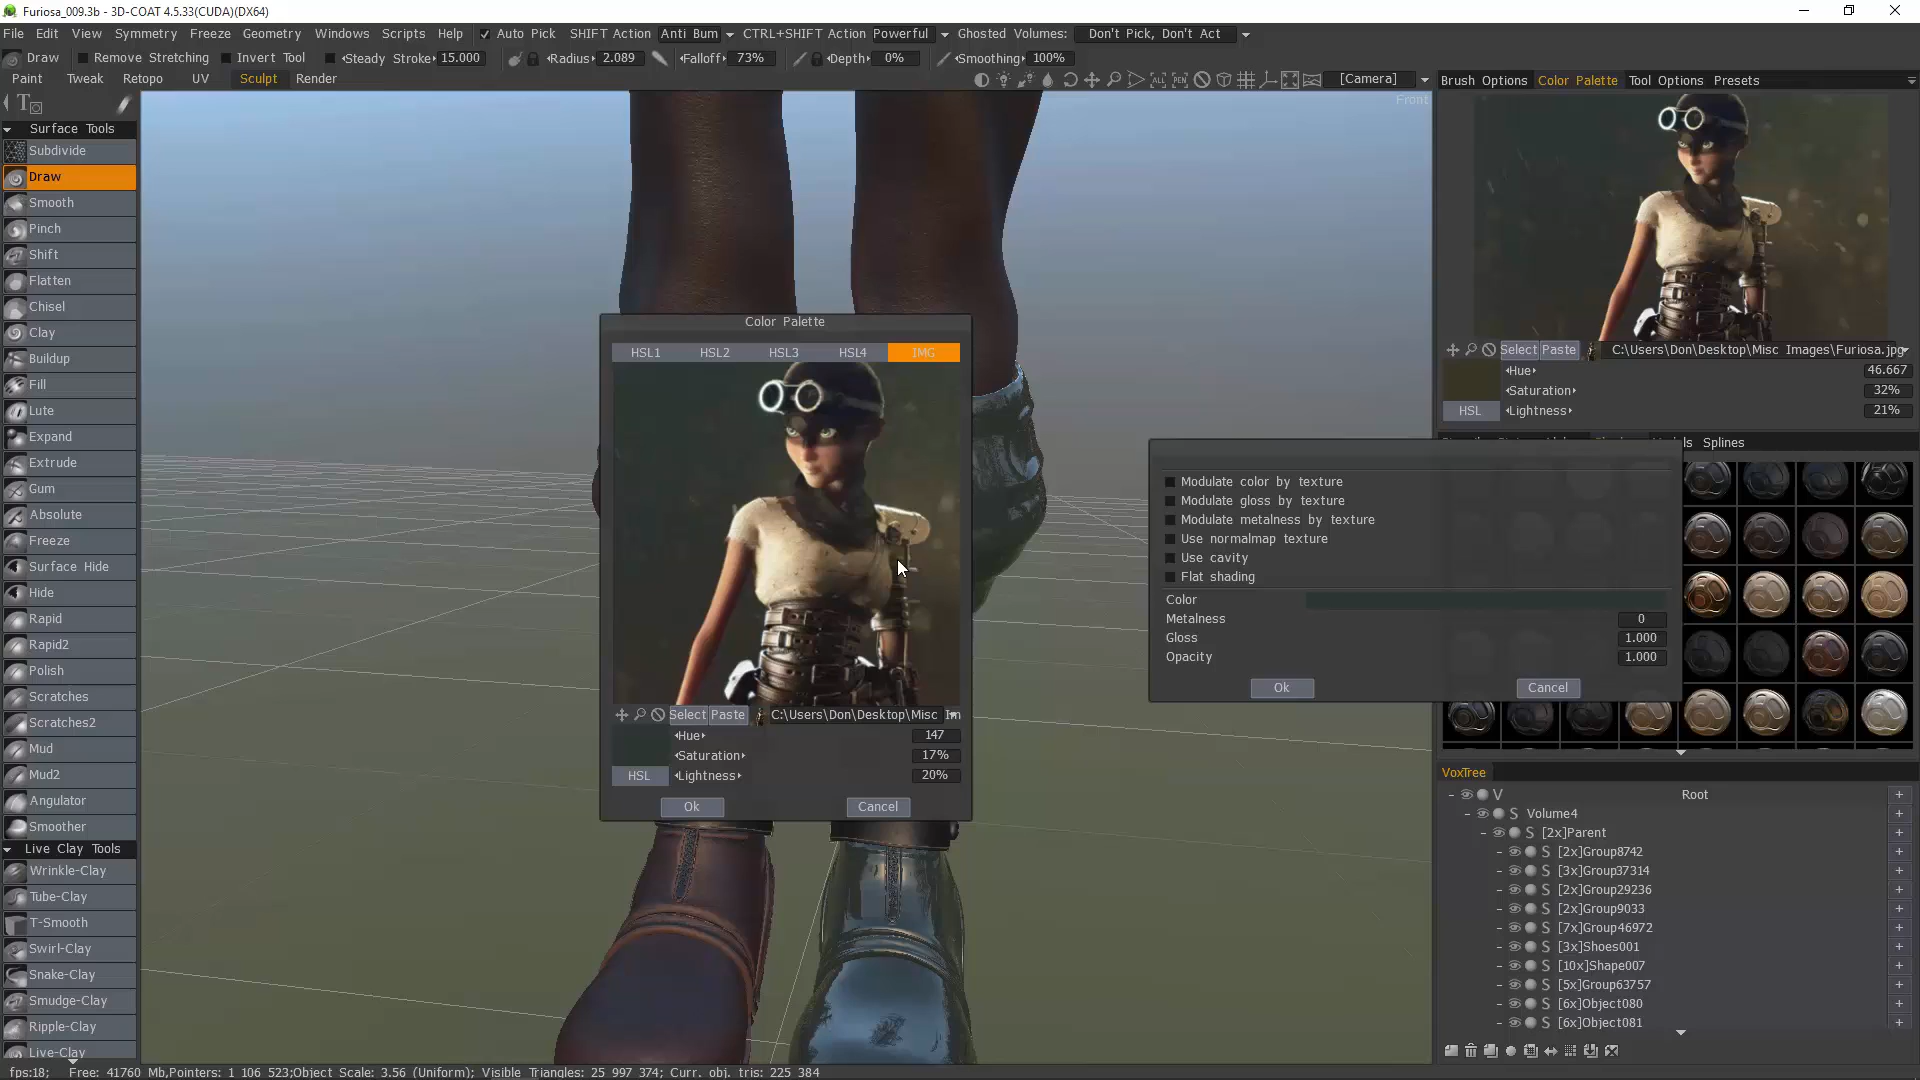 Furiosa_009.3b - 3D-COAT 4.5.33(CUDA)(DX64)
File Edit View Symmetry Freeze Geometry Windows Scripts Help Auto Pick SHIFT Action Anti Bum CTRL+SHIFT Action Powerful Ghosted Volumes: Don't Pick, Don't Act
Draw Remove Stretching Invert Tool Steady Stroke 15.000 Radius 2.089 Falloff 73% Depth 0% Smoothing 100%
Paint Tweak Retopo UV Sculpt Render [Camera]
Brush Options Color Palette Tool Options Presets
Front
Surface Tools
Subdivide
Draw
Smooth
Pinch
Shift
Flatten
Chisel
Clay
Buildup
Fill
Lute
Expand
Extrude
Gum
Absolute
Freeze
Surface Hide
Hide
Rapid
Rapid2
Polish
Scratches
Scratches2
Mud
Mud2
Angulator
Smoother
Live Clay Tools
Wrinkle-Clay
Tube-Clay
T-Smooth
Swirl-Clay
Snake-Clay
Smudge-Clay
Ripple-Clay
Live-Clay
Color Palette
HSL1 HSL2 HSL3 HSL4 IMG
Select Paste C:\Users\Don\Desktop\Misc Im
Hue 147
Saturation 17%
HSL Lightness 20%
Ok Cancel
Modulate color by texture
Modulate gloss by texture
Modulate metalness by texture
Use normalmap texture
Use cavity
Flat shading
Color
Metalness 0
Gloss 1.000
Opacity 1.000
Ok Cancel
Select Paste C:\Users\Don\Desktop\Misc Images\Furiosa.jpg
Hue 46.667
Saturation 32%
HSL Lightness 21%
Splines
VoxTree
V Root +
S Volume4 +
S [2x]Parent +
S [2x]Group8742 +
S [3x]Group37314 +
S [2x]Group29236 +
S [2x]Group9033 +
S [7x]Group46972 +
S [3x]Shoes001 +
S [10x]Shape007 +
S [5x]Group63757 +
S [6x]Object080 +
S [6x]Object081 +
fps:18; Free: 41760 Mb,Pointers: 1 106 523;Object Scale: 3.56 (Uniform); Visible Triangles: 25 997 374; Curr. obj. tris: 225 384